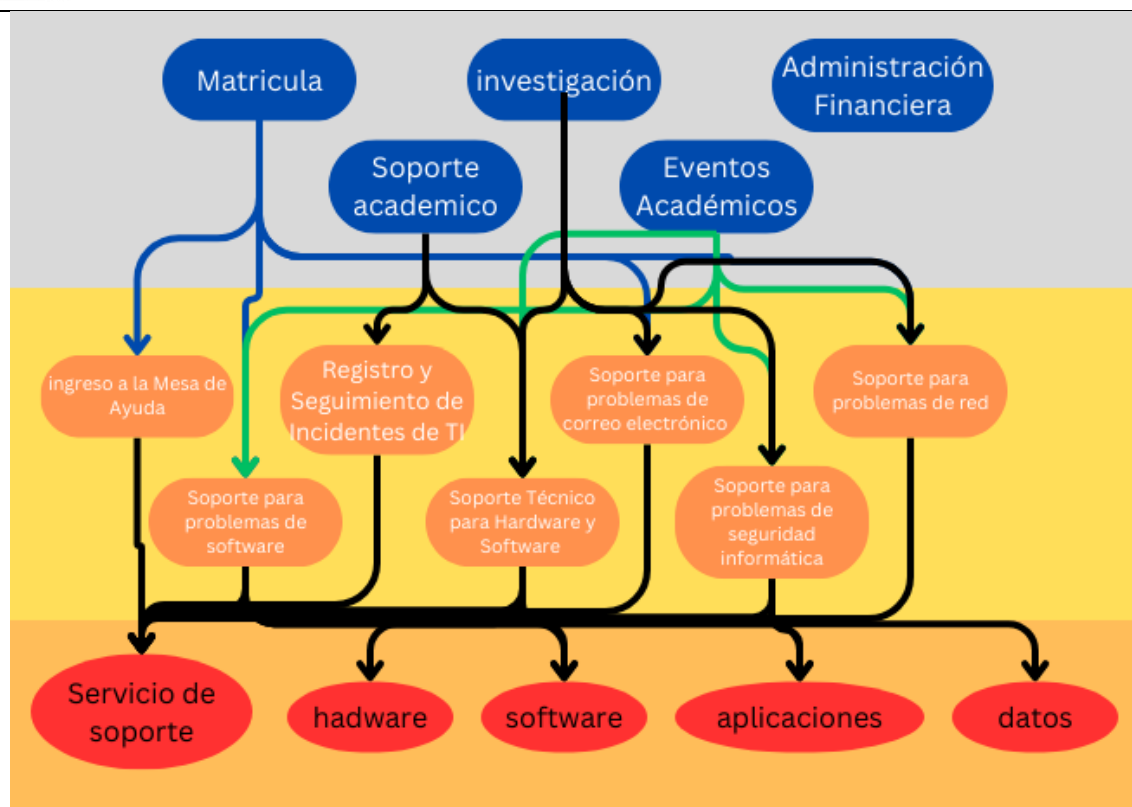 Matricula
investigación
Administración
Financiera
Soporte
academico
Eventos
Académicos
ingreso a la Mesa de
Ayuda
Registro y
Seguimiento de
Incidentes de TI
Soporte para
problemas de
correo electrónico
Soporte para
problemas de red
Soporte para
problemas de
software
Soporte Técnico
para Hardware y
Software
Soporte para
problemas de
seguridad
informática
Servicio de
soporte
hadware
software
aplicaciones
datos